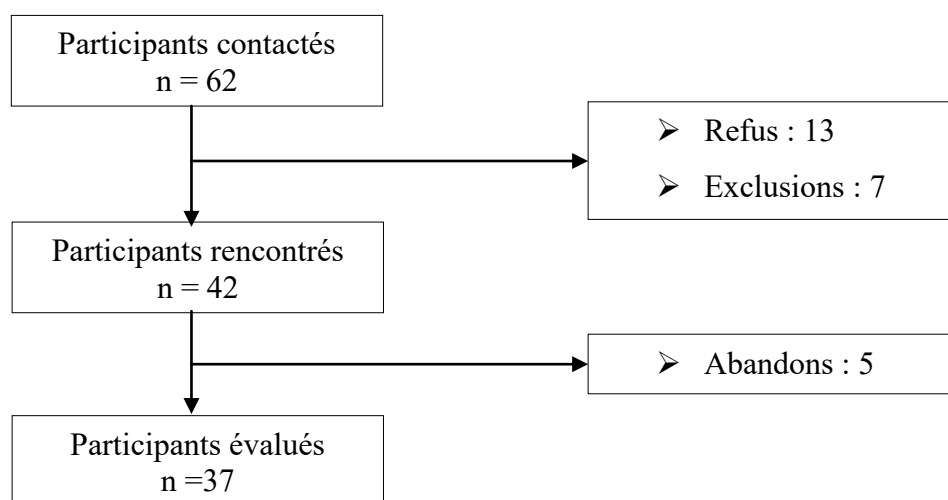 Participants contactés
n = 62
➢ Refus : 13
➢ Exclusions : 7
Participants rencontrés
n = 42
➢ Abandons : 5
Participants évalués
n =37